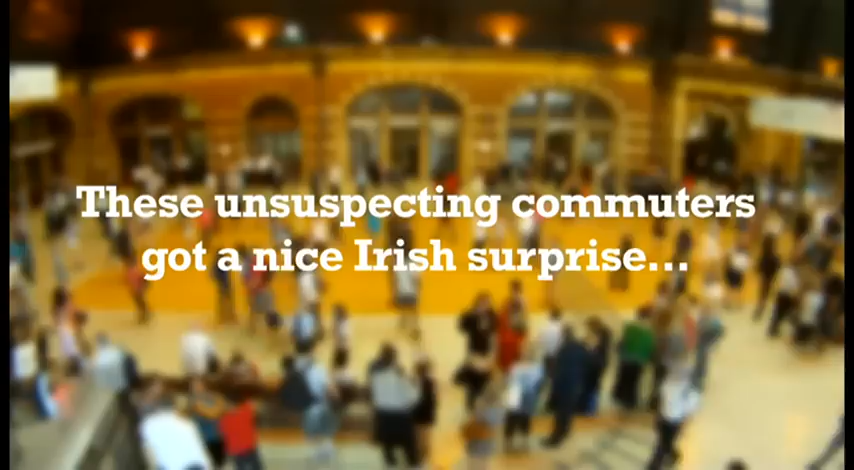 These unsuspecting commuters
got a nice Irish surprise...